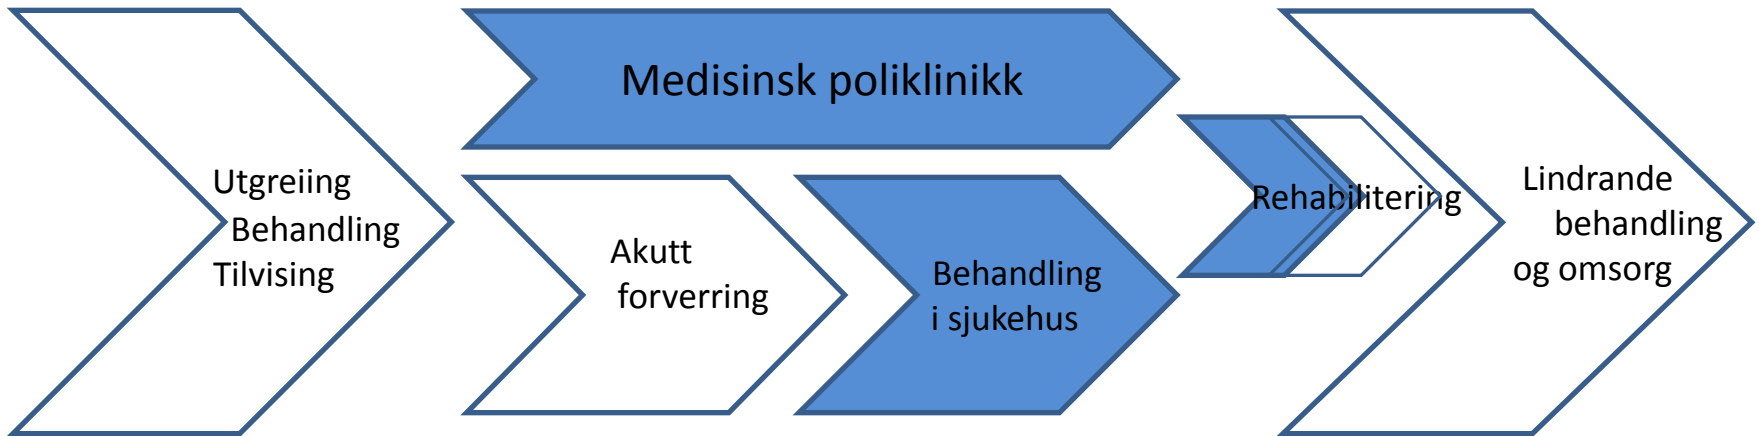 Utgreiing
Behandling
Tilvising
Medisinsk poliklinikk
Akutt
forverring
Behandling
i sjukehus
Rehabilitering
Lindrande
behandling
og omsorg